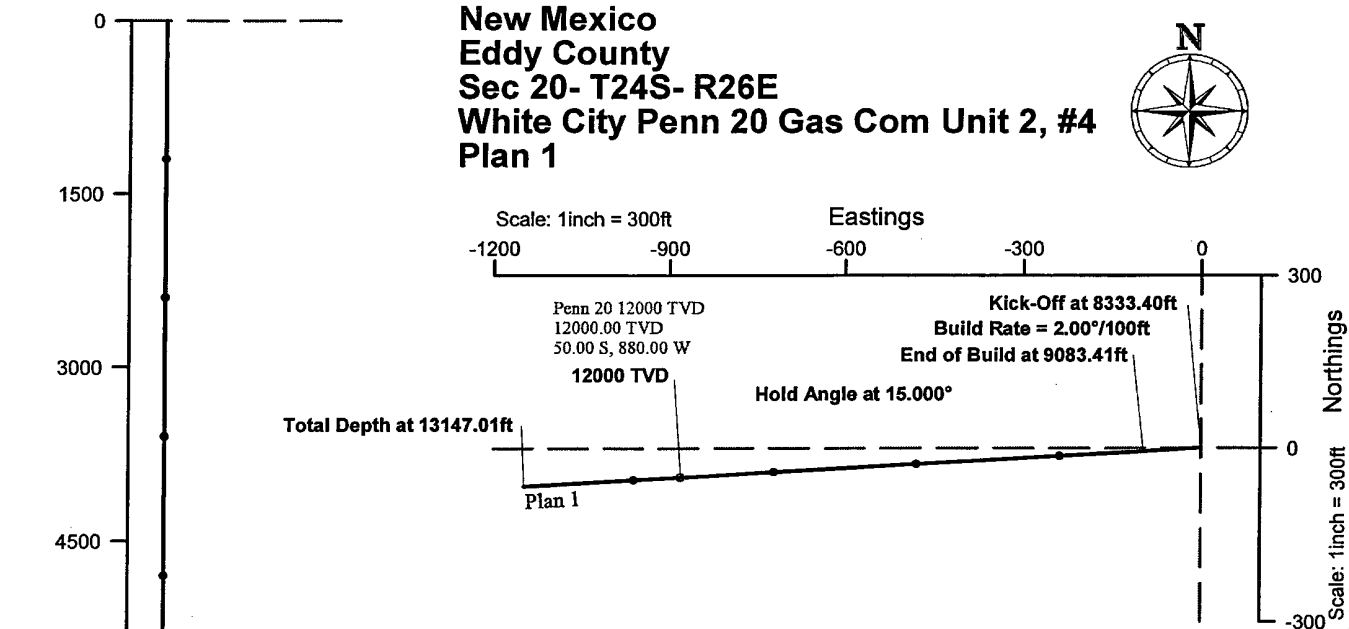 New Mexico
Eddy County
Sec 20- T24S- R26E
White City Penn 20 Gas Com Unit 2, #4
Plan 1
N
0
1500
3000
4500
Scale: 1inch = 300ft
Eastings
-1200
-900
-600
-300
0
300
0
-300
Northings
Scale: 1inch = 300ft
Penn 20 12000 TVD
12000.00 TVD
50.00 S, 880.00 W
12000 TVD
Kick-Off at 8333.40ft
Build Rate = 2.00°/100ft
End of Build at 9083.41ft
Hold Angle at 15.000°
Total Depth at 13147.01ft
Plan 1